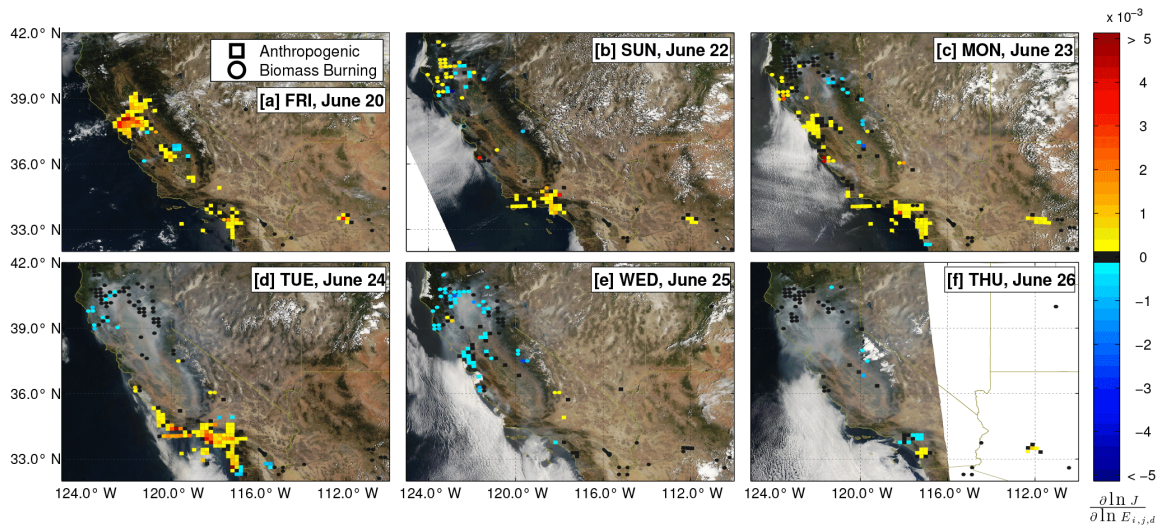 x 10⁻³
42.0° N
39.0° N
36.0° N
33.0° N
Anthropogenic
Biomass Burning
[a] FRI, June 20
[b] SUN, June 22
[c] MON, June 23
> 5
4
3
2
1
0
−1
−2
−3
−4
< −5
42.0° N
39.0° N
36.0° N
33.0° N
[d] TUE, June 24
[e] WED, June 25
[f] THU, June 26
124.0° W 120.0° W 116.0° W 112.0° W
124.0° W 120.0° W 116.0° W 112.0° W
124.0° W 120.0° W 116.0° W 112.0° W
∂ ln J
∂ ln E i,j,d